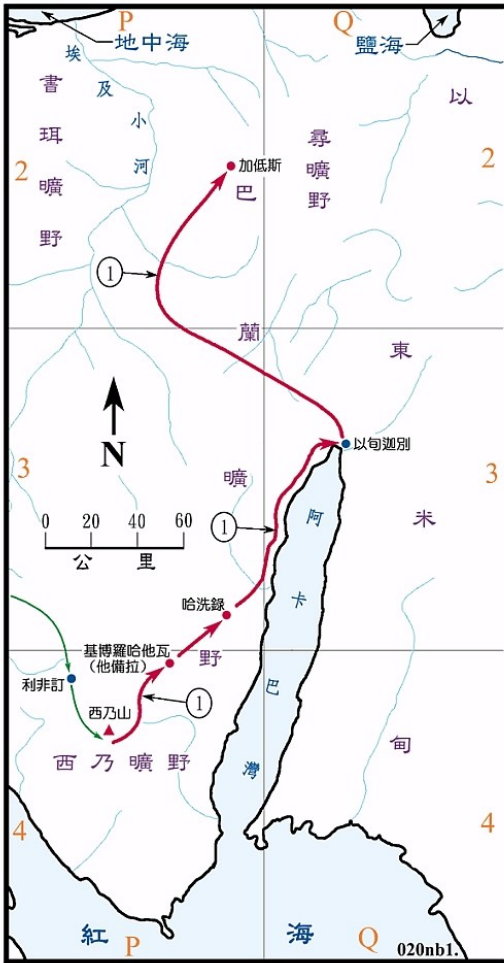 P
Q
地中海
鹽海
埃及小河
書珥曠野
尋曠野
以東米甸
2
2
加低斯
巴蘭曠野
1
N
3
3
以旬迦別
0 20 40 60
公里
1
阿卡巴灣
哈洗錄
基博羅哈他瓦
(他備拉)
利非訂
西乃山
1
西乃曠野
4
4
紅海
P
Q
020nb1.